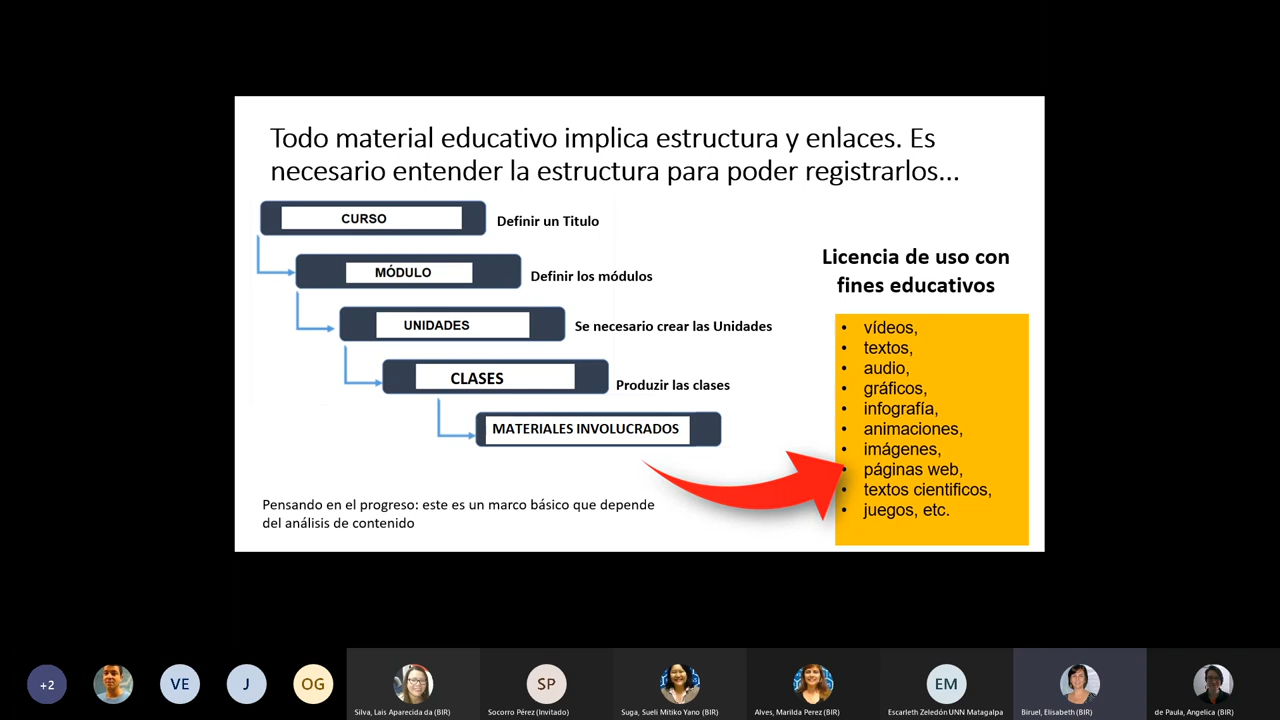 Todo material educativo implica estructura y enlaces. Es
necesario entender la estructura para poder registrarlos...
CURSO
Definir un Titulo
MÓDULO
Definir los módulos
UNIDADES
Se necesario crear las Unidades
CLASES
Produzir las clases
MATERIALES INVOLUCRADOS
Pensando en el progreso: este es un marco básico que depende
del análisis de contenido
Licencia de uso con
fines educativos
• vídeos,
• textos,
• audio,
• gráficos,
• infografía,
• animaciones,
• imágenes,
• páginas web,
• textos cientificos,
• juegos, etc.
+2
VE
J
OG
Silva, Lais Aparecida da (BIR)
SP
Socorro Pérez (Invitado)
Suga, Sueli Mitiko Yano (BIR)
Alves, Marilda Perez (BIR)
EM
Escarleth Zeledón UNN Matagalpa
Biruel, Elisabeth (BIR)
de Paula, Angelica (BIR)